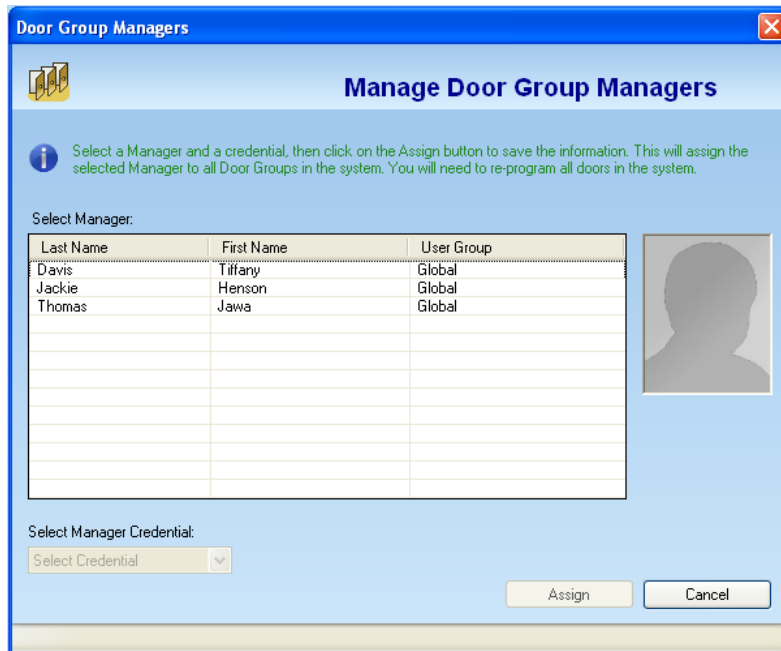 Door Group Managers
Manage Door Group Managers
Select a Manager and a credential, then click on the Assign button to save the information. This will assign the
selected Manager to all Door Groups in the system. You will need to re-program all doors in the system.
Select Manager:
Last Name First Name User Group
Davis Tiffany Global
Jackie Henson Global
Thomas Jawa Global
Select Manager Credential:
Select Credential
Assign Cancel